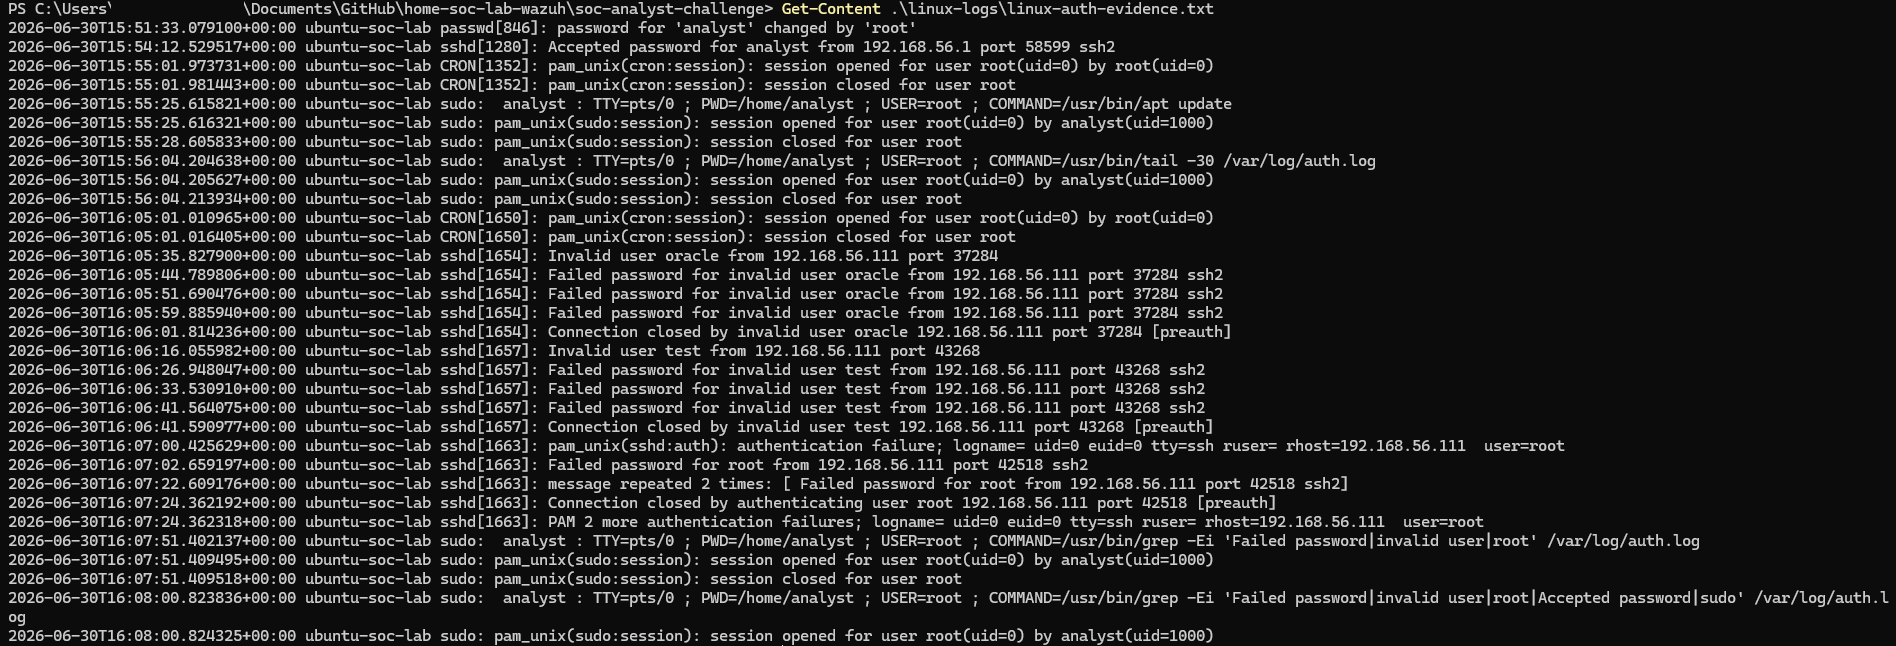 PS C:\Users\ \Documents\GitHub\home-soc-lab-wazuh\soc-analyst-challenge> Get-Content .\linux-logs\linux-auth-evidence.txt
2026-06-30T15:51:33.079100+00:00 ubuntu-soc-lab passwd[846]: password for 'analyst' changed by 'root'
2026-06-30T15:54:12.529517+00:00 ubuntu-soc-lab sshd[1280]: Accepted password for analyst from 192.168.56.1 port 58599 ssh2
2026-06-30T15:55:01.973731+00:00 ubuntu-soc-lab CRON[1352]: pam_unix(cron:session): session opened for user root(uid=0) by root(uid=0)
2026-06-30T15:55:01.981443+00:00 ubuntu-soc-lab CRON[1352]: pam_unix(cron:session): session closed for user root
2026-06-30T15:55:25.615821+00:00 ubuntu-soc-lab sudo:  analyst : TTY=pts/0 ; PWD=/home/analyst ; USER=root ; COMMAND=/usr/bin/apt update
2026-06-30T15:55:25.616321+00:00 ubuntu-soc-lab sudo: pam_unix(sudo:session): session opened for user root(uid=0) by analyst(uid=1000)
2026-06-30T15:55:28.605833+00:00 ubuntu-soc-lab sudo: pam_unix(sudo:session): session closed for user root
2026-06-30T15:56:04.204638+00:00 ubuntu-soc-lab sudo:  analyst : TTY=pts/0 ; PWD=/home/analyst ; USER=root ; COMMAND=/usr/bin/tail -30 /var/log/auth.log
2026-06-30T15:56:04.205627+00:00 ubuntu-soc-lab sudo: pam_unix(sudo:session): session opened for user root(uid=0) by analyst(uid=1000)
2026-06-30T15:56:04.213934+00:00 ubuntu-soc-lab sudo: pam_unix(sudo:session): session closed for user root
2026-06-30T16:05:01.010965+00:00 ubuntu-soc-lab CRON[1650]: pam_unix(cron:session): session opened for user root(uid=0) by root(uid=0)
2026-06-30T16:05:01.016405+00:00 ubuntu-soc-lab CRON[1650]: pam_unix(cron:session): session closed for user root
2026-06-30T16:05:35.827900+00:00 ubuntu-soc-lab sshd[1654]: Invalid user oracle from 192.168.56.111 port 37284
2026-06-30T16:05:44.789806+00:00 ubuntu-soc-lab sshd[1654]: Failed password for invalid user oracle from 192.168.56.111 port 37284 ssh2
2026-06-30T16:05:51.690476+00:00 ubuntu-soc-lab sshd[1654]: Failed password for invalid user oracle from 192.168.56.111 port 37284 ssh2
2026-06-30T16:05:59.885940+00:00 ubuntu-soc-lab sshd[1654]: Failed password for invalid user oracle from 192.168.56.111 port 37284 ssh2
2026-06-30T16:06:01.814236+00:00 ubuntu-soc-lab sshd[1654]: Connection closed by invalid user oracle 192.168.56.111 port 37284 [preauth]
2026-06-30T16:06:16.055982+00:00 ubuntu-soc-lab sshd[1657]: Invalid user test from 192.168.56.111 port 43268
2026-06-30T16:06:26.948047+00:00 ubuntu-soc-lab sshd[1657]: Failed password for invalid user test from 192.168.56.111 port 43268 ssh2
2026-06-30T16:06:33.530910+00:00 ubuntu-soc-lab sshd[1657]: Failed password for invalid user test from 192.168.56.111 port 43268 ssh2
2026-06-30T16:06:41.564075+00:00 ubuntu-soc-lab sshd[1657]: Failed password for invalid user test from 192.168.56.111 port 43268 ssh2
2026-06-30T16:06:41.590977+00:00 ubuntu-soc-lab sshd[1657]: Connection closed by invalid user test 192.168.56.111 port 43268 [preauth]
2026-06-30T16:07:00.425629+00:00 ubuntu-soc-lab sshd[1663]: pam_unix(sshd:auth): authentication failure; logname= uid=0 euid=0 tty=ssh ruser= rhost=192.168.56.111  user=root
2026-06-30T16:07:02.659197+00:00 ubuntu-soc-lab sshd[1663]: Failed password for root from 192.168.56.111 port 42518 ssh2
2026-06-30T16:07:22.609176+00:00 ubuntu-soc-lab sshd[1663]: message repeated 2 times: [ Failed password for root from 192.168.56.111 port 42518 ssh2]
2026-06-30T16:07:24.362192+00:00 ubuntu-soc-lab sshd[1663]: Connection closed by authenticating user root 192.168.56.111 port 42518 [preauth]
2026-06-30T16:07:24.362318+00:00 ubuntu-soc-lab sshd[1663]: PAM 2 more authentication failures; logname= uid=0 euid=0 tty=ssh ruser= rhost=192.168.56.111  user=root
2026-06-30T16:07:51.402137+00:00 ubuntu-soc-lab sudo:  analyst : TTY=pts/0 ; PWD=/home/analyst ; USER=root ; COMMAND=/usr/bin/grep -Ei 'Failed password|invalid user|root' /var/log/auth.log
2026-06-30T16:07:51.409495+00:00 ubuntu-soc-lab sudo: pam_unix(sudo:session): session opened for user root(uid=0) by analyst(uid=1000)
2026-06-30T16:07:51.409518+00:00 ubuntu-soc-lab sudo: pam_unix(sudo:session): session closed for user root
2026-06-30T16:08:00.823836+00:00 ubuntu-soc-lab sudo:  analyst : TTY=pts/0 ; PWD=/home/analyst ; USER=root ; COMMAND=/usr/bin/grep -Ei 'Failed password|invalid user|root|Accepted password|sudo' /var/log/auth.l
og
2026-06-30T16:08:00.824325+00:00 ubuntu-soc-lab sudo: pam_unix(sudo:session): session opened for user root(uid=0) by analyst(uid=1000)